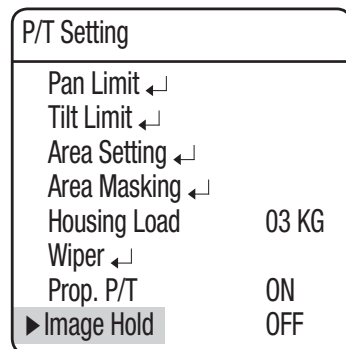 P/T Setting
Pan Limit ↵
Tilt Limit ↵
Area Setting ↵
Area Masking ↵
Housing Load 03 KG
Wiper ↵
Prop. P/T ON
▶Image Hold OFF